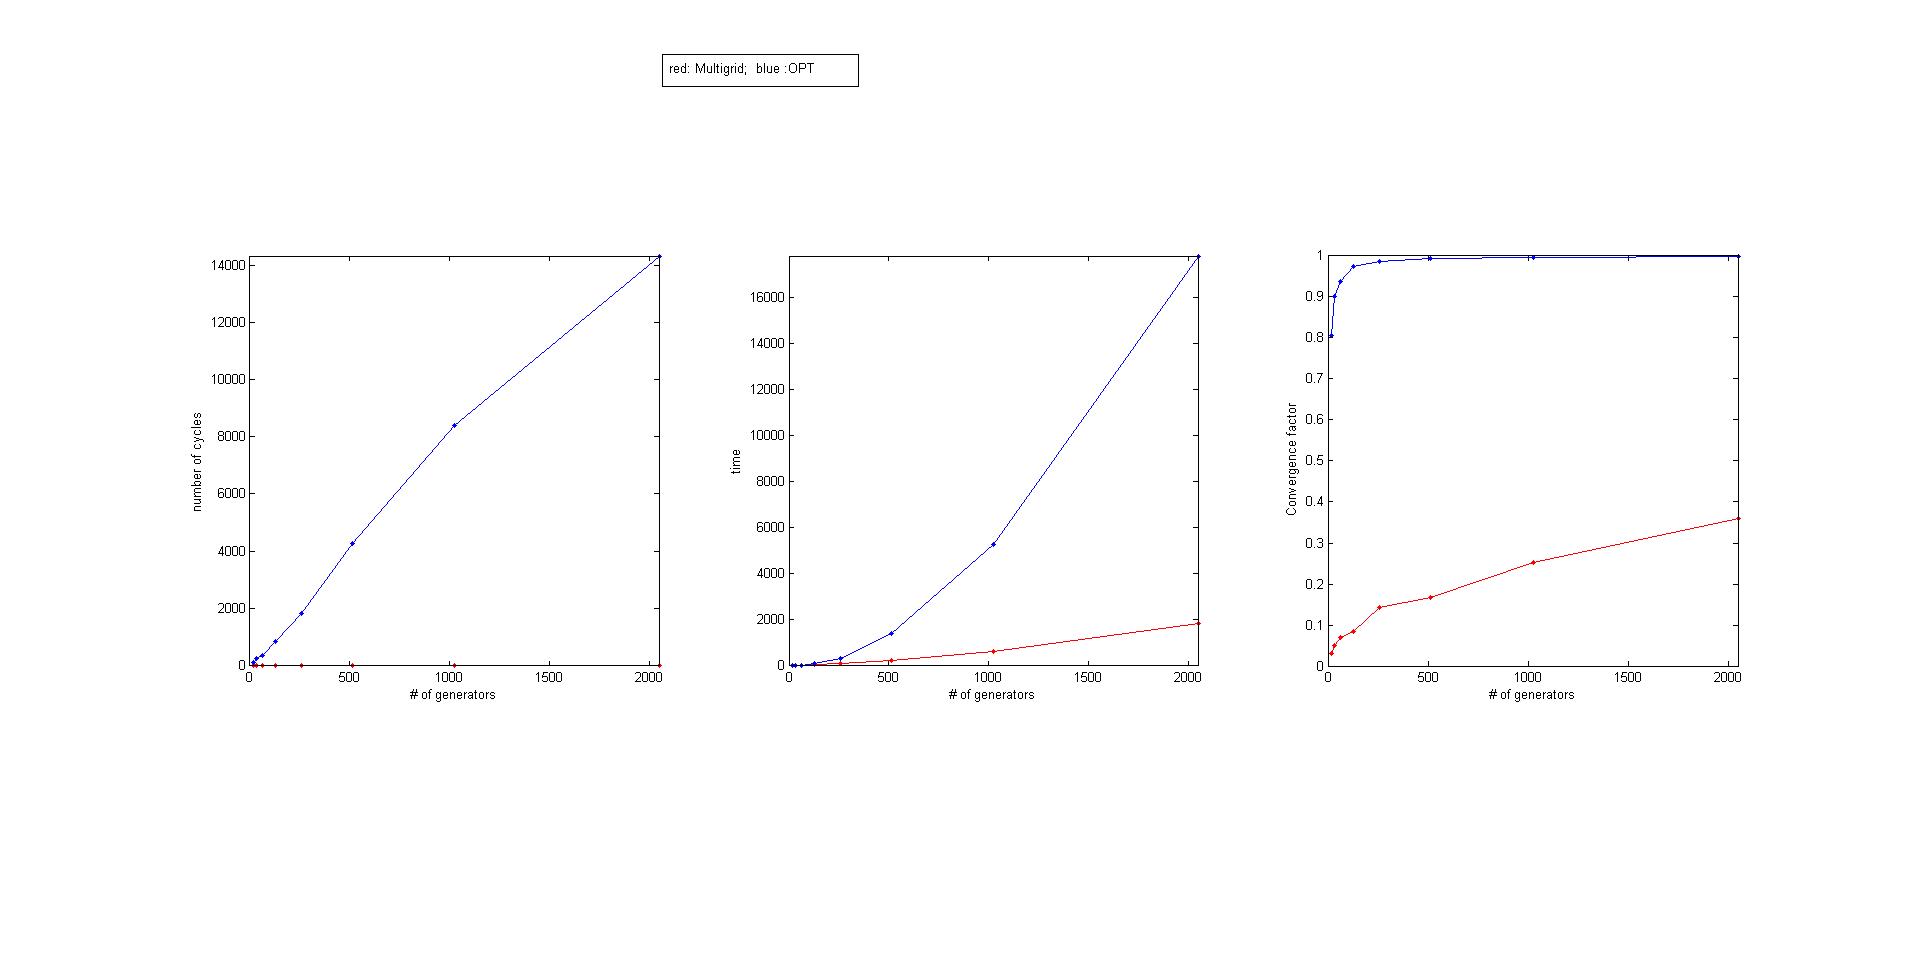 red: Multigrid;  blue :OPT
14000
12000
10000
8000
6000
4000
2000
0
number of cycles
0 500 1000 1500 2000
# of generators
16000
14000
12000
10000
8000
6000
4000
2000
0
time
0 500 1000 1500 2000
# of generators
1
0.9
0.8
0.7
0.6
0.5
0.4
0.3
0.2
0.1
0
Convergence factor
0 500 1000 1500 2000
# of generators